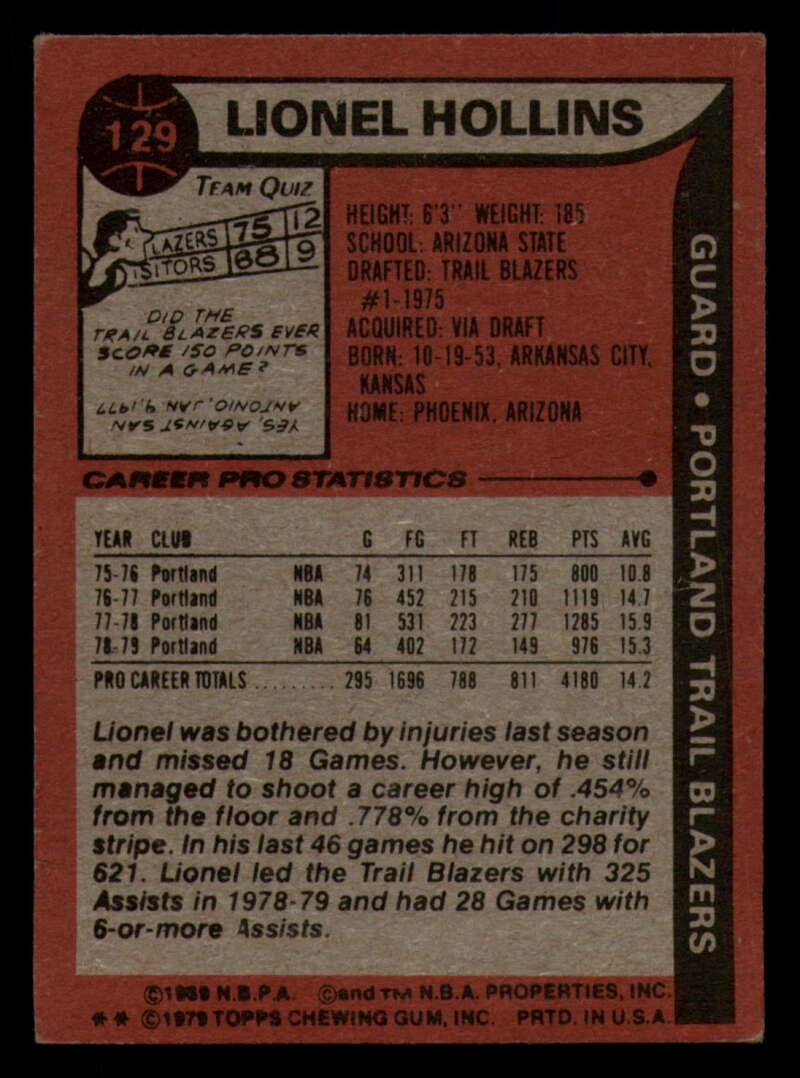 129
LIONEL HOLLINS
TEAM QUIZ
LAZERS 75 12
ISITORS 68 9
DID THE
TRAIL BLAZERS EVER
SCORE 150 POINTS
IN A GAME?
YES, AGAINST SAN
ANTONIO, JAN. 9, 1977
HEIGHT: 6'3" WEIGHT: 185
SCHOOL: ARIZONA STATE
DRAFTED: TRAIL BLAZERS
#1-1975
ACQUIRED: VIA DRAFT
BORN: 10-19-53, ARKANSAS CITY,
KANSAS
HOME: PHOENIX, ARIZONA
GUARD • PORTLAND TRAIL BLAZERS
CAREER PRO STATISTICS
YEAR CLUB G FG FT REB PTS AVG
75-76 Portland NBA 74 311 178 175 800 10.8
76-77 Portland NBA 76 452 215 210 1119 14.7
77-78 Portland NBA 81 531 223 277 1285 15.9
78-79 Portland NBA 64 402 172 149 976 15.3
PRO CAREER TOTALS .......... 295 1696 788 811 4180 14.2
Lionel was bothered by injuries last season
and missed 18 Games. However, he still
managed to shoot a career high of .454%
from the floor and .778% from the charity
stripe. In his last 46 games he hit on 298 for
621. Lionel led the Trail Blazers with 325
Assists in 1978-79 and had 28 Games with
6-or-more Assists.
© N.B.P.A. © and TM N.B.A. PROPERTIES, INC.
** ©1979 TOPPS CHEWING GUM, INC. PRTD. IN U.S.A.